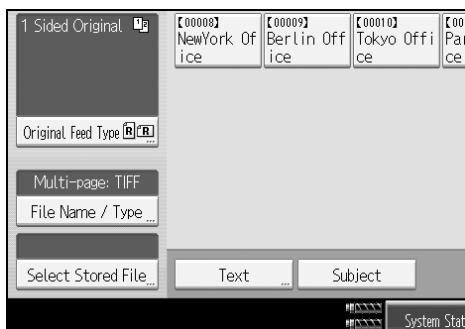 1 Sided Original
[00008]
NewYork Of
ice
[00009]
Berlin Off
ice
[00010]
Tokyo Offi
ce
[00
Par
ce
Original Feed Type
Multi-page: TIFF
File Name / Type
Select Stored File
Text
Subject
System Stat